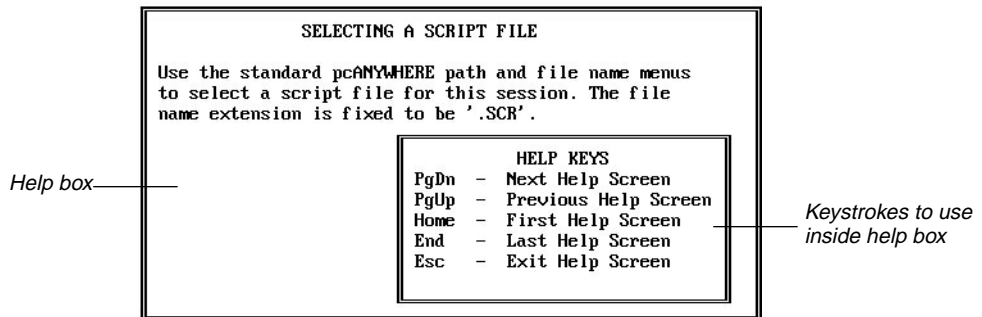 SELECTING A SCRIPT FILE
Use the standard pcANYWHERE path and file name menus
to select a script file for this session. The file
name extension is fixed to be '.SCR'.
HELP KEYS
PgDn - Next Help Screen
PgUp - Previous Help Screen
Home - First Help Screen
End - Last Help Screen
Esc - Exit Help Screen
Help box
Keystrokes to use
inside help box